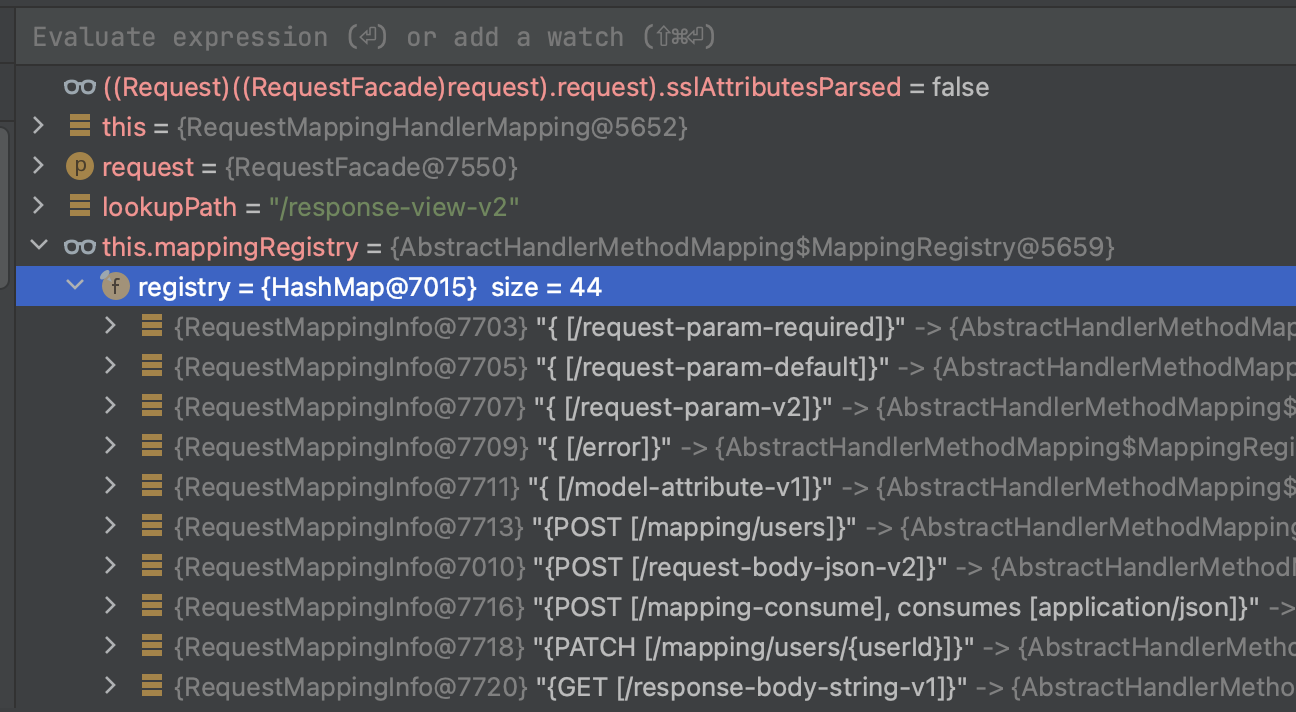 Evaluate expression (⏎) or add a watch (⇧⌘⏎)
((Request)((RequestFacade)request).request).sslAttributesParsed = false
this = {RequestMappingHandlerMapping@5652}
p request = {RequestFacade@7550}
lookupPath = "/response-view-v2"
this.mappingRegistry = {AbstractHandlerMethodMapping$MappingRegistry@5659}
f registry = {HashMap@7015} size = 44
{RequestMappingInfo@7703} "{ [/request-param-required]}" -> {AbstractHandlerMethodMap
{RequestMappingInfo@7705} "{ [/request-param-default]}" -> {AbstractHandlerMethodMapp
{RequestMappingInfo@7707} "{ [/request-param-v2]}" -> {AbstractHandlerMethodMapping$
{RequestMappingInfo@7709} "{ [/error]}" -> {AbstractHandlerMethodMapping$MappingRegi
{RequestMappingInfo@7711} "{ [/model-attribute-v1]}" -> {AbstractHandlerMethodMapping$
{RequestMappingInfo@7713} "{POST [/mapping/users]}" -> {AbstractHandlerMethodMapping
{RequestMappingInfo@7010} "{POST [/request-body-json-v2]}" -> {AbstractHandlerMethod
{RequestMappingInfo@7716} "{POST [/mapping-consume], consumes [application/json]}" ->
{RequestMappingInfo@7718} "{PATCH [/mapping/users/{userId}]}" -> {AbstractHandlerMetho
{RequestMappingInfo@7720} "{GET [/response-body-string-v1]}" -> {AbstractHandlerMetho